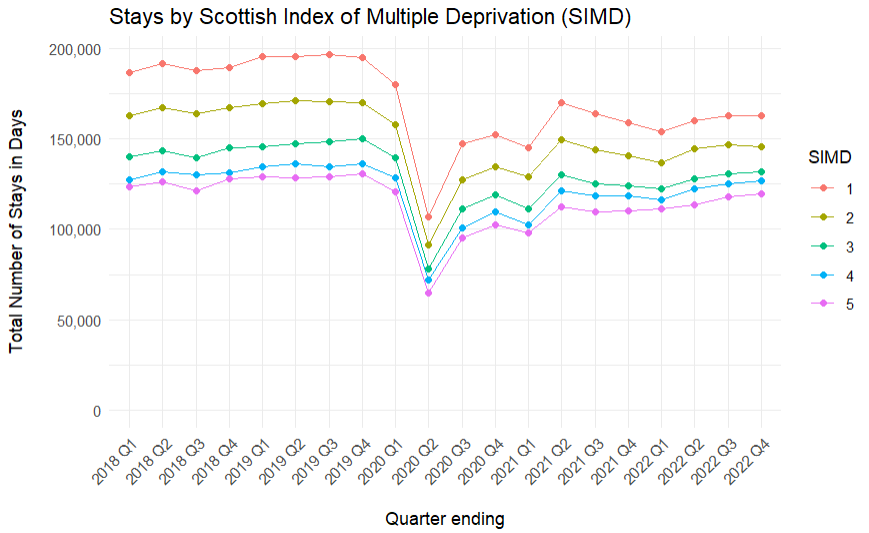 Stays by Scottish Index of Multiple Deprivation (SIMD)
Total Number of Stays in Days
200,000
150,000
100,000
50,000
0
2018 Q1
2018 Q2
2018 Q3
2018 Q4
2019 Q1
2019 Q2
2019 Q3
2019 Q4
2020 Q1
2020 Q2
2020 Q3
2020 Q4
2021 Q1
2021 Q2
2021 Q3
2021 Q4
2022 Q1
2022 Q2
2022 Q3
2022 Q4
Quarter ending
SIMD
1
2
3
4
5